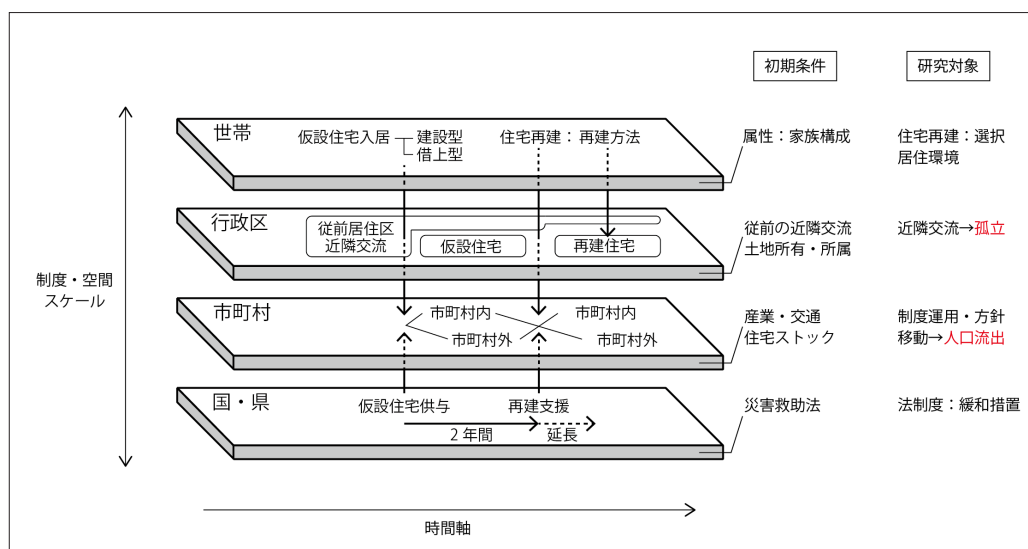 初期条件
研究対象
世帯
仮設住宅入居
建設型
借上型
住宅再建：再建方法
属性：家族構成
住宅再建：選択
居住環境
行政区
従前居住区
近隣交流
仮設住宅
再建住宅
従前の近隣交流
土地所有・所属
近隣交流→孤立
制度・空間
スケール
市町村
市町村内
市町村外
市町村内
市町村外
産業・交通
住宅ストック
制度運用・方針
移動→人口流出
国・県
仮設住宅供与
再建支援
2年間
延長
災害救助法
法制度：緩和措置
時間軸